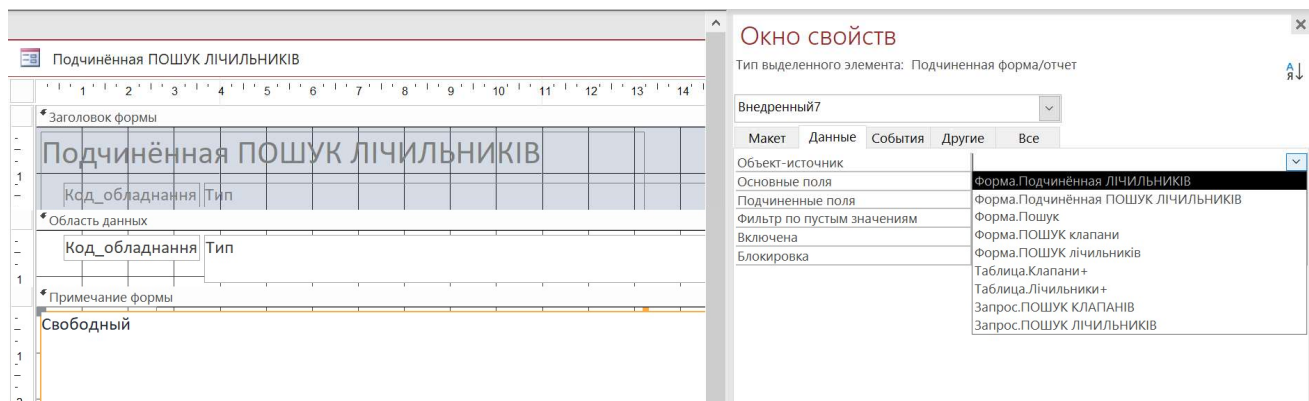 Подчинённая ПОШУК ЛІЧИЛЬНИКІВ
1 2 3 4 5 6 7 8 9 10 11 12 13 14
Заголовок формы
Подчинённая ПОШУК ЛІЧИЛЬНИКІВ
1
Код_обладнання Тип
Область данных
Код_обладнання Тип
1
Примечание формы
Свободный
1
2
Окно свойств
Тип выделенного элемента: Подчиненная форма/отчет
А
Я
Внедренный7
Макет Данные События Другие Все
Объект-источник
Основные поля
Подчиненные поля
Фильтр по пустым значениям
Включена
Блокировка
Форма.Подчинённая ЛІЧИЛЬНИКІВ
Форма.Подчинённая ПОШУК ЛІЧИЛЬНИКІВ
Форма.Пошук
Форма.ПОШУК клапани
Форма.ПОШУК лічильників
Таблица.Клапани+
Таблица.Лічильники+
Запрос.ПОШУК КЛАПАНІВ
Запрос.ПОШУК ЛІЧИЛЬНИКІВ